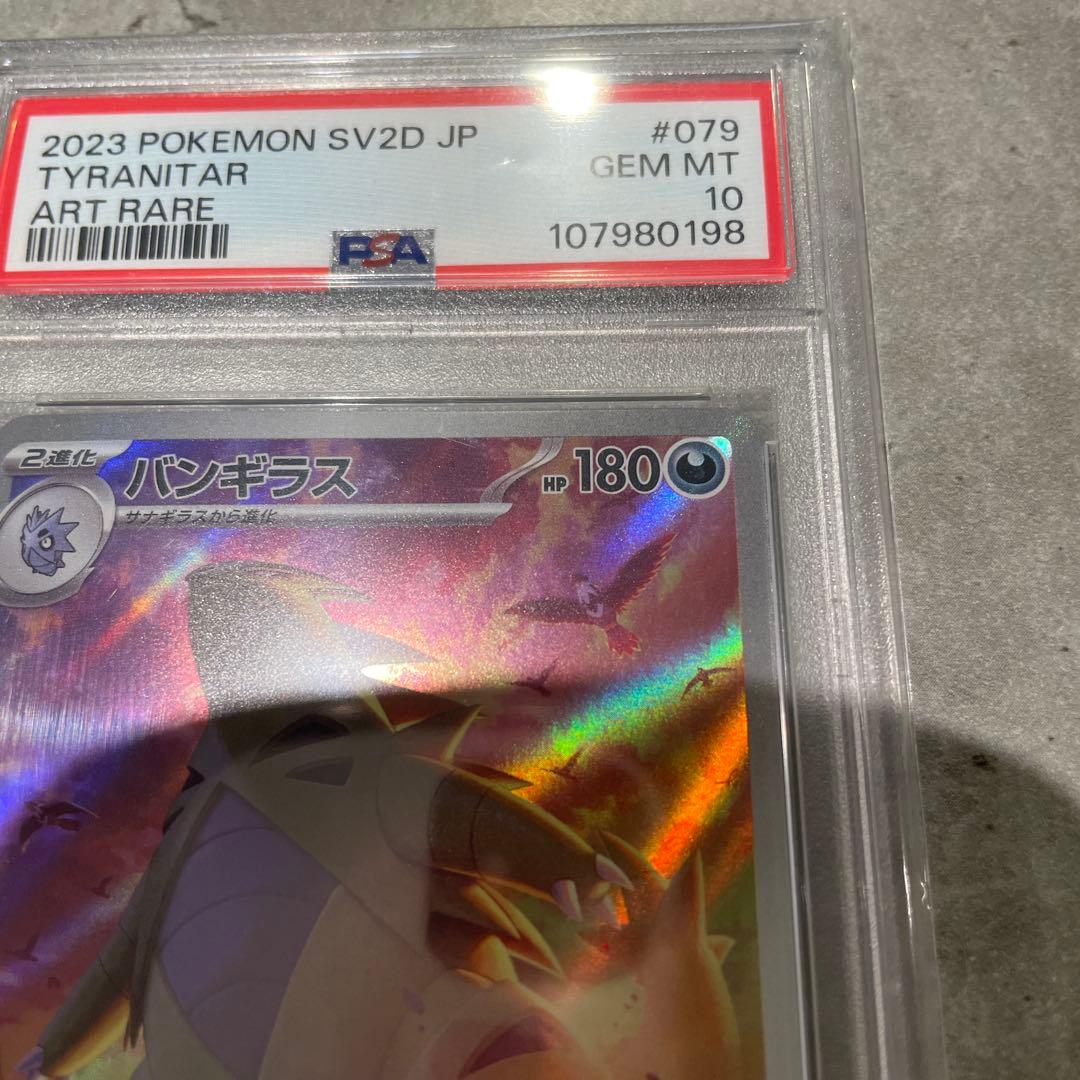 2023 POKEMON SV2D JP #079
TYRANITAR GEM MT
ART RARE 10
PSA 107980198
2進化 バンギラス HP 180
サナギラスから進化